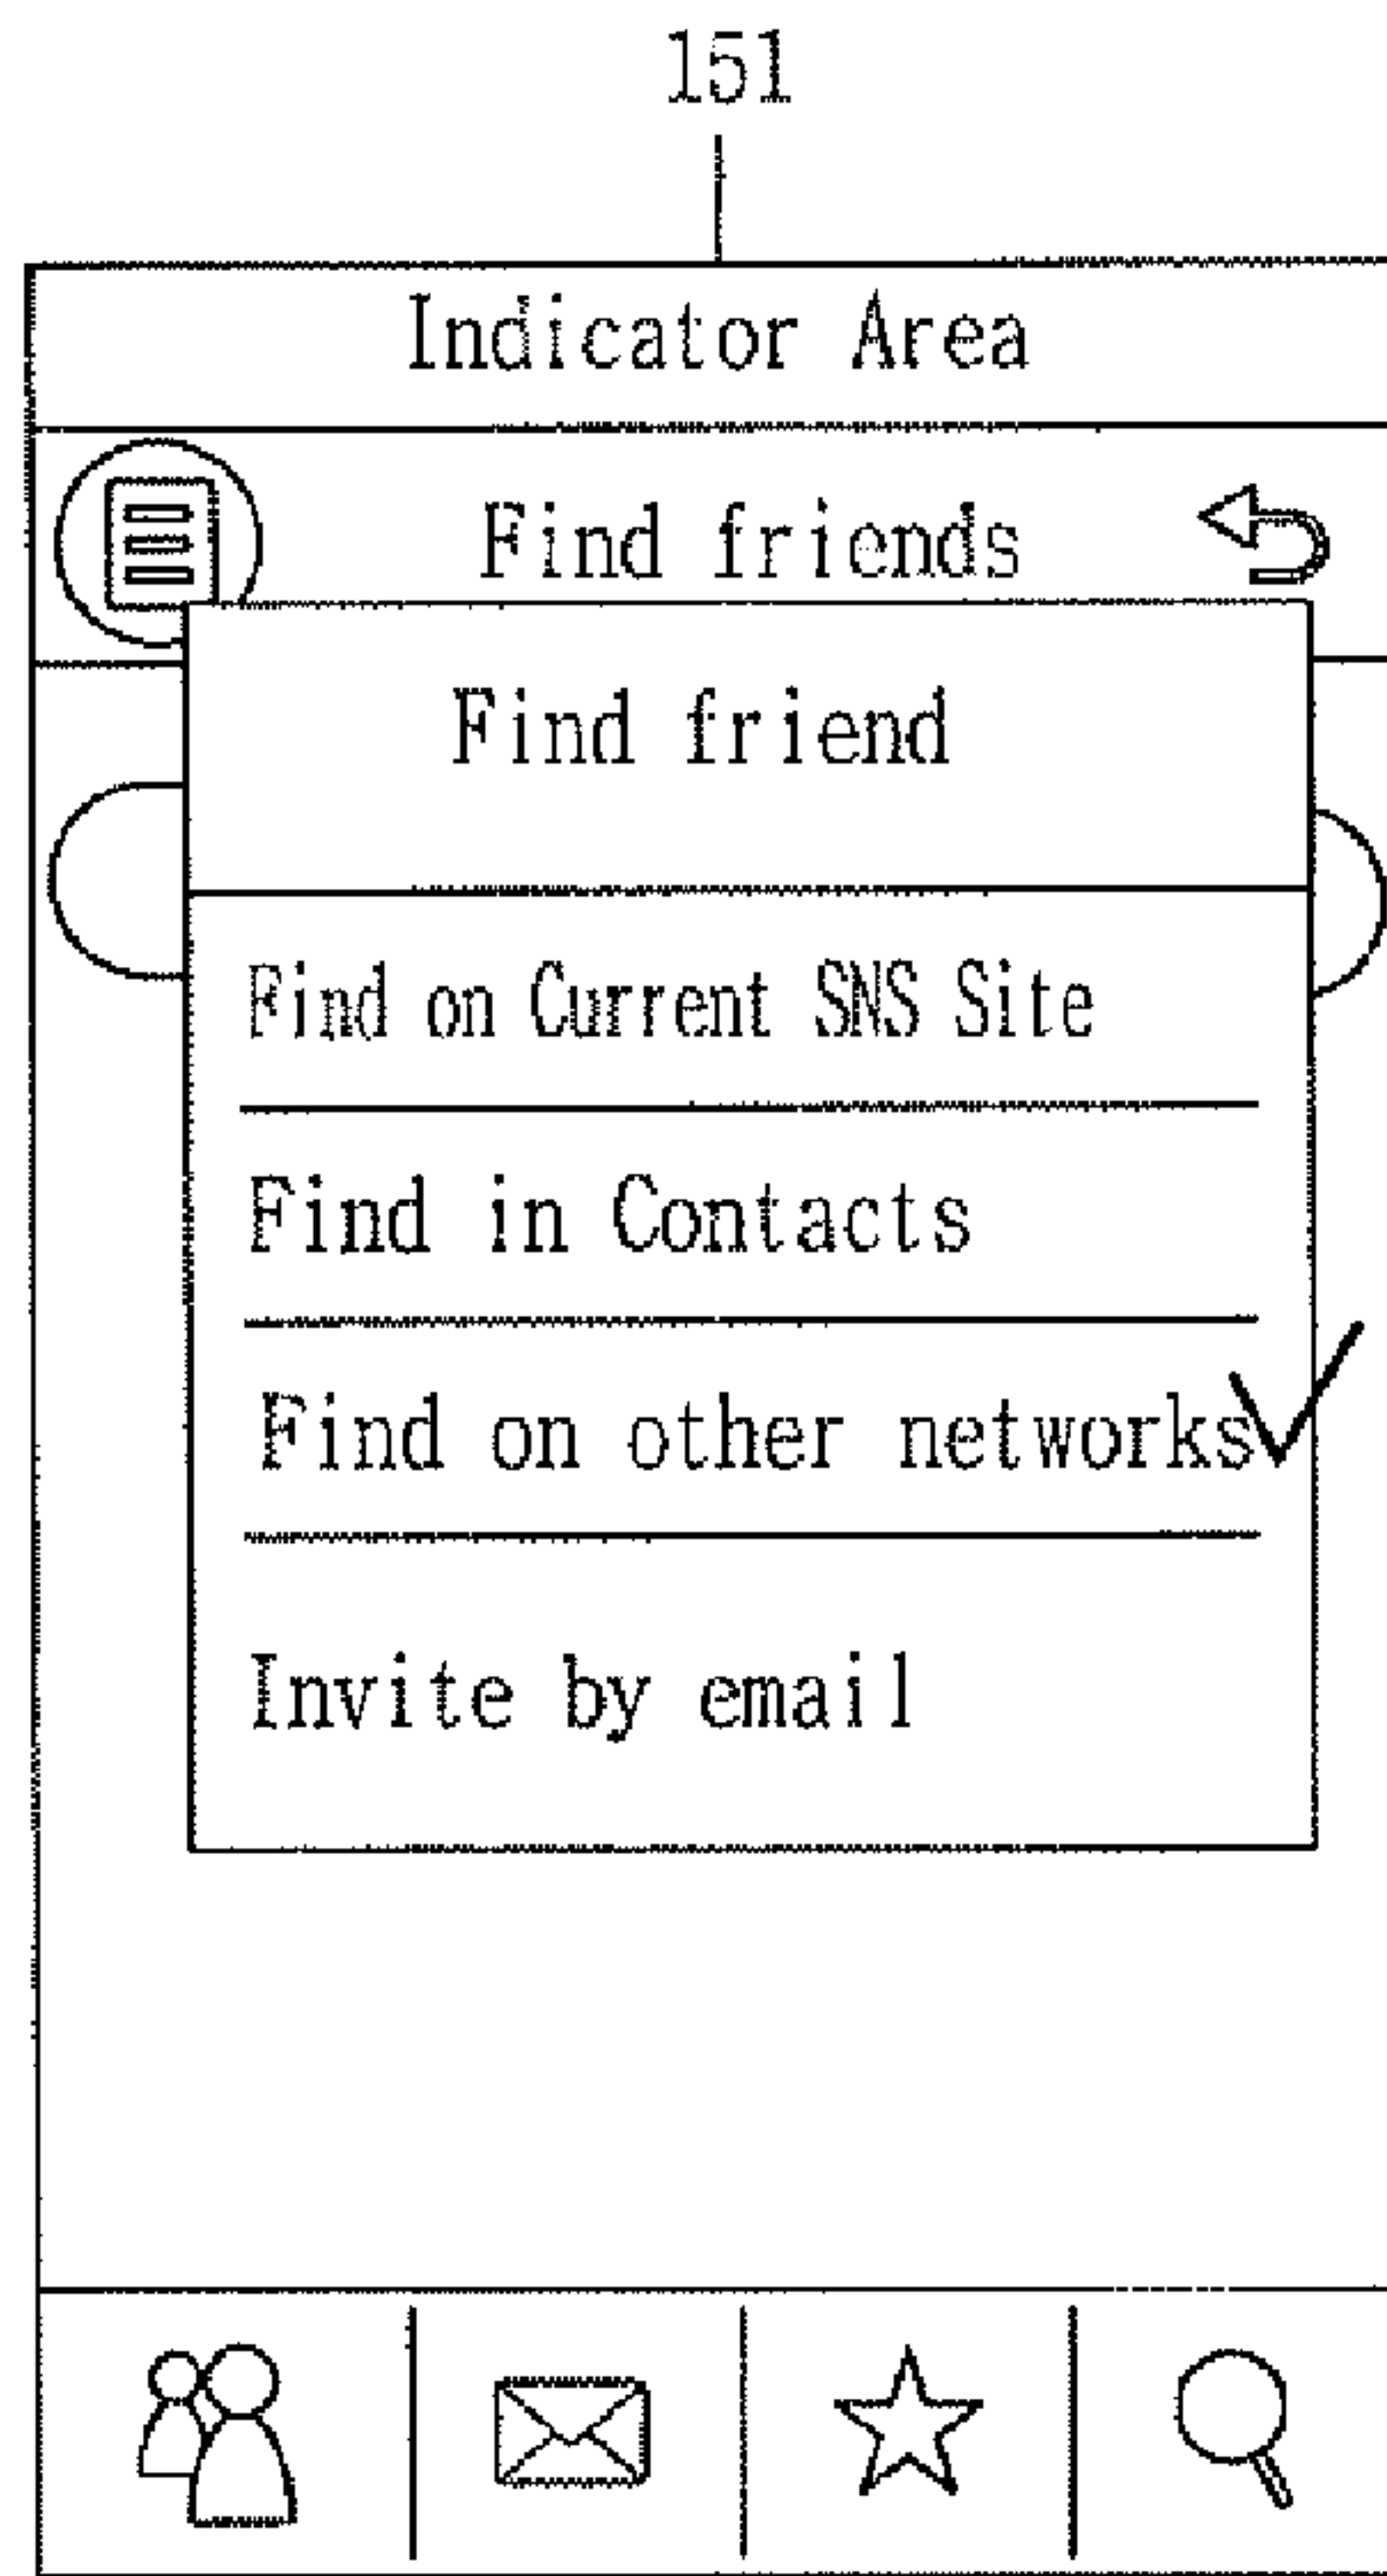 151
Indicator Area
Find friends
Find friend
Find on Current SNS Site
Find in Contacts
Find on other networks
Invite by email